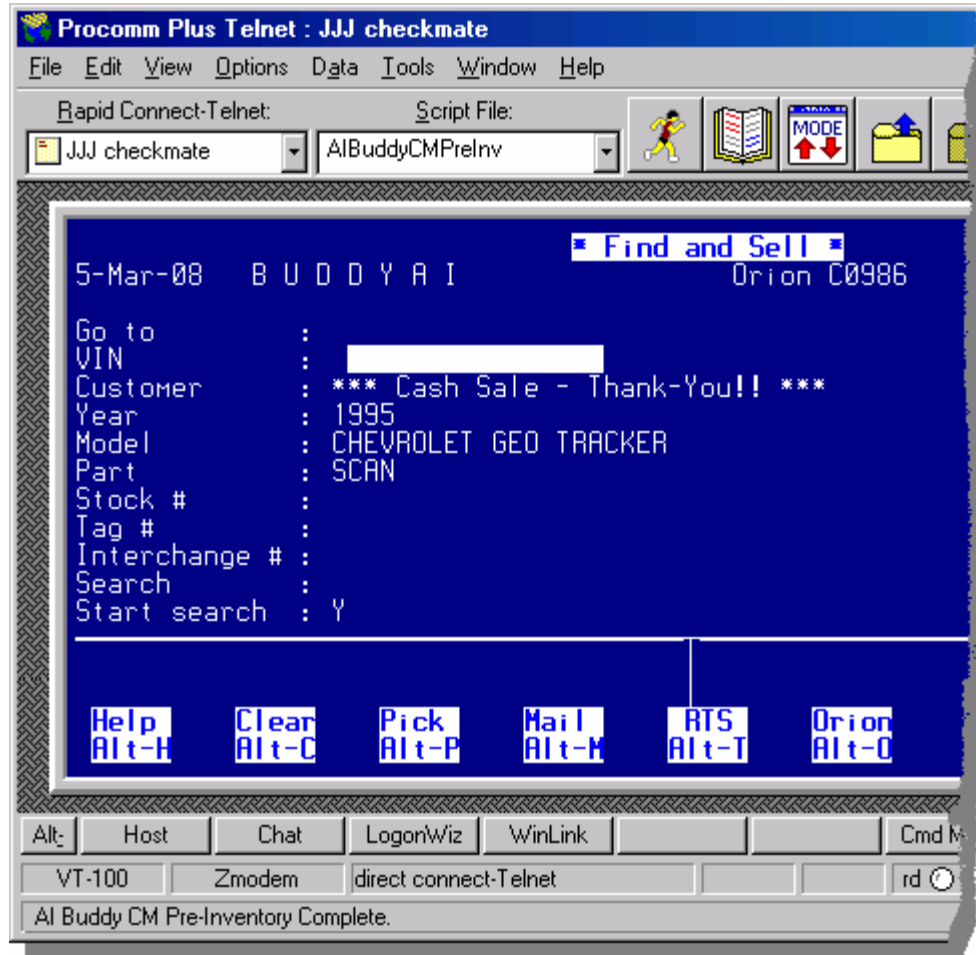 Procomm Plus Telnet : JJJ checkmate
File Edit View Options Data Tools Window Help
Rapid Connect-Telnet: Script File:
JJJ checkmate AIBuddyCMPreInv MODE
* Find and Sell *
5-Mar-08 B U D D Y A I Orion C0986
Go to :
VIN :
Customer : *** Cash Sale - Thank-You!! ***
Year : 1995
Model : CHEVROLET GEO TRACKER
Part : SCAN
Stock # :
Tag # :
Interchange # :
Search :
Start search : Y
Help Clear Pick Mail RTS Orion
Alt-H Alt-C Alt-P Alt-M Alt-T Alt-O
Alt- Host Chat LogonWiz WinLink Cmd
VT-100 Zmodem direct connect-Telnet rd
AI Buddy CM Pre-Inventory Complete.